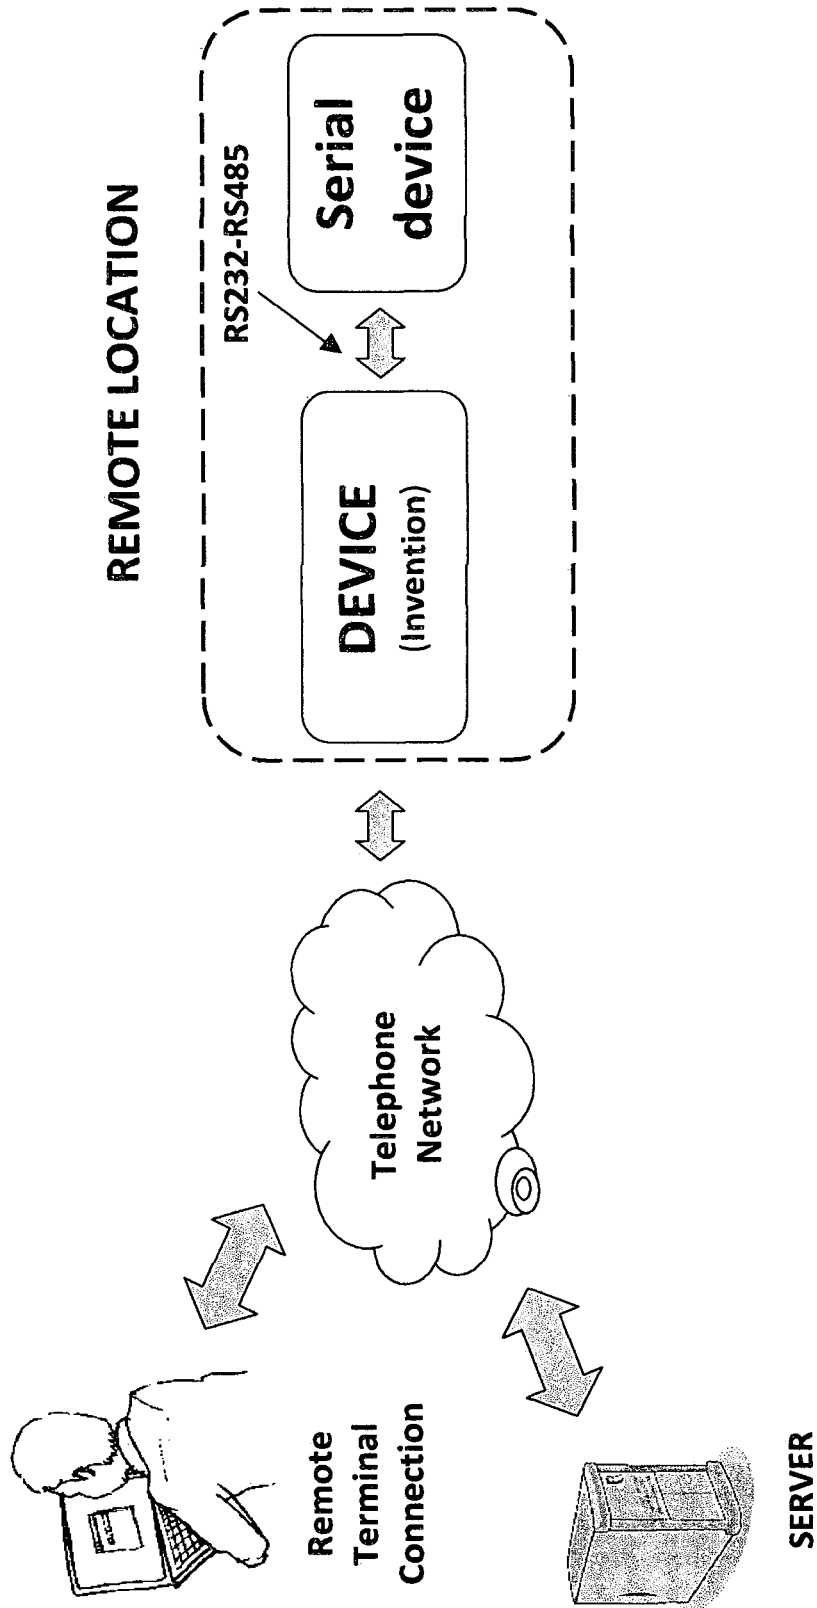 REMOTE LOCATION
RS232-RS485
Serial
device
DEVICE
(Invention)
Telephone
Network
Remote
Terminal
Connection
SERVER